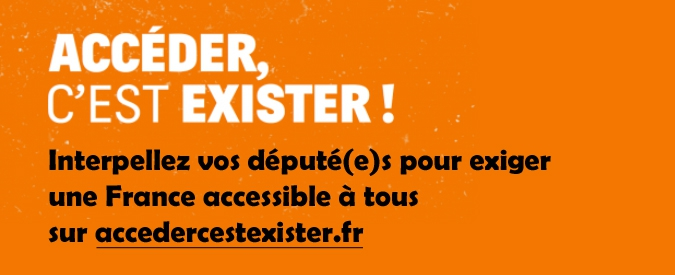 ACCÉDER,
C'EST EXISTER !
Interpellez vos député(e)s pour exiger
une France accessible à tous
sur accedercestexister.fr